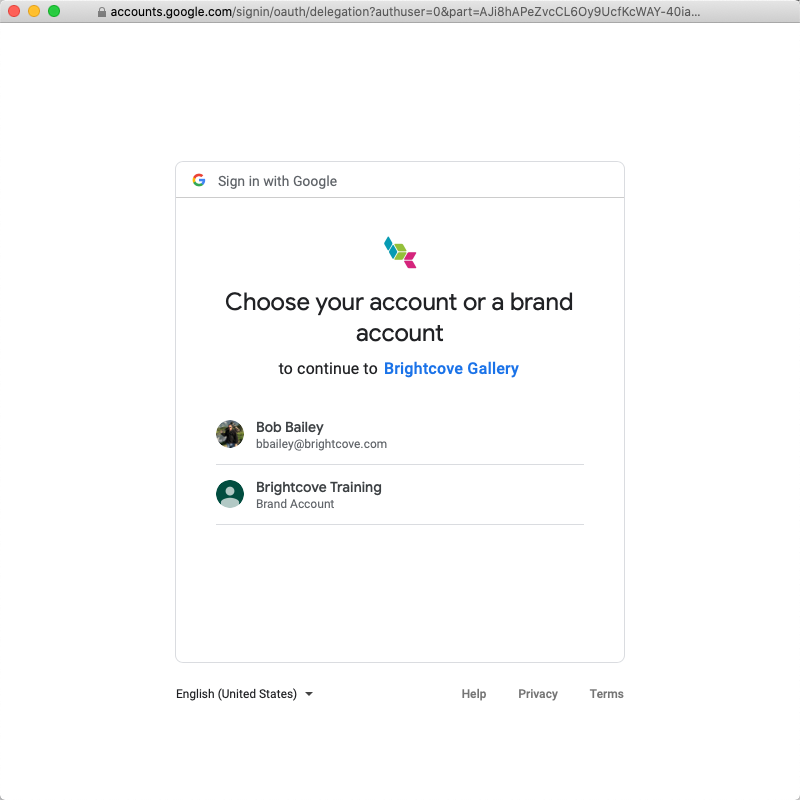 accounts.google.com/signin/oauth/delegation?authuser=0&part=AJi8hAPeZvcCL6Oy9UcfKcWAY-40ia...
Sign in with Google
Choose your account or a brand
account
to continue to Brightcove Gallery
Bob Bailey
bbailey@brightcove.com
Brightcove Training
Brand Account
English (United States) Help Privacy Terms